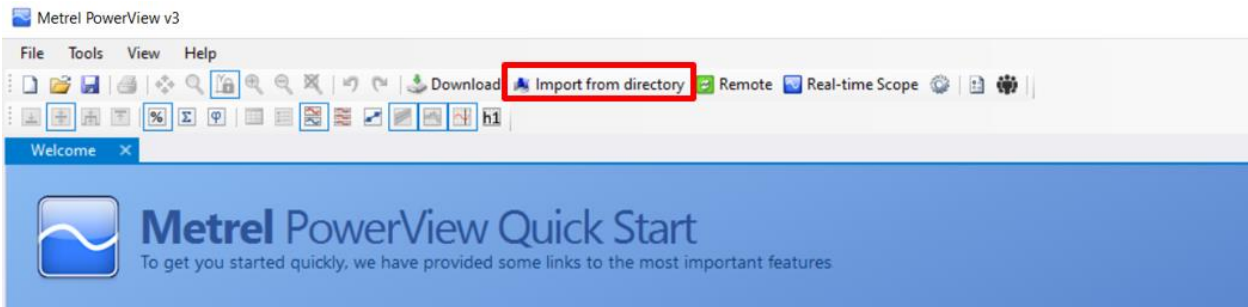 Metrel PowerView v3
File Tools View Help
Download Import from directory Remote Real-time Scope
% Σ φ h1
Welcome ×
Metrel PowerView Quick Start
To get you started quickly, we have provided some links to the most important features